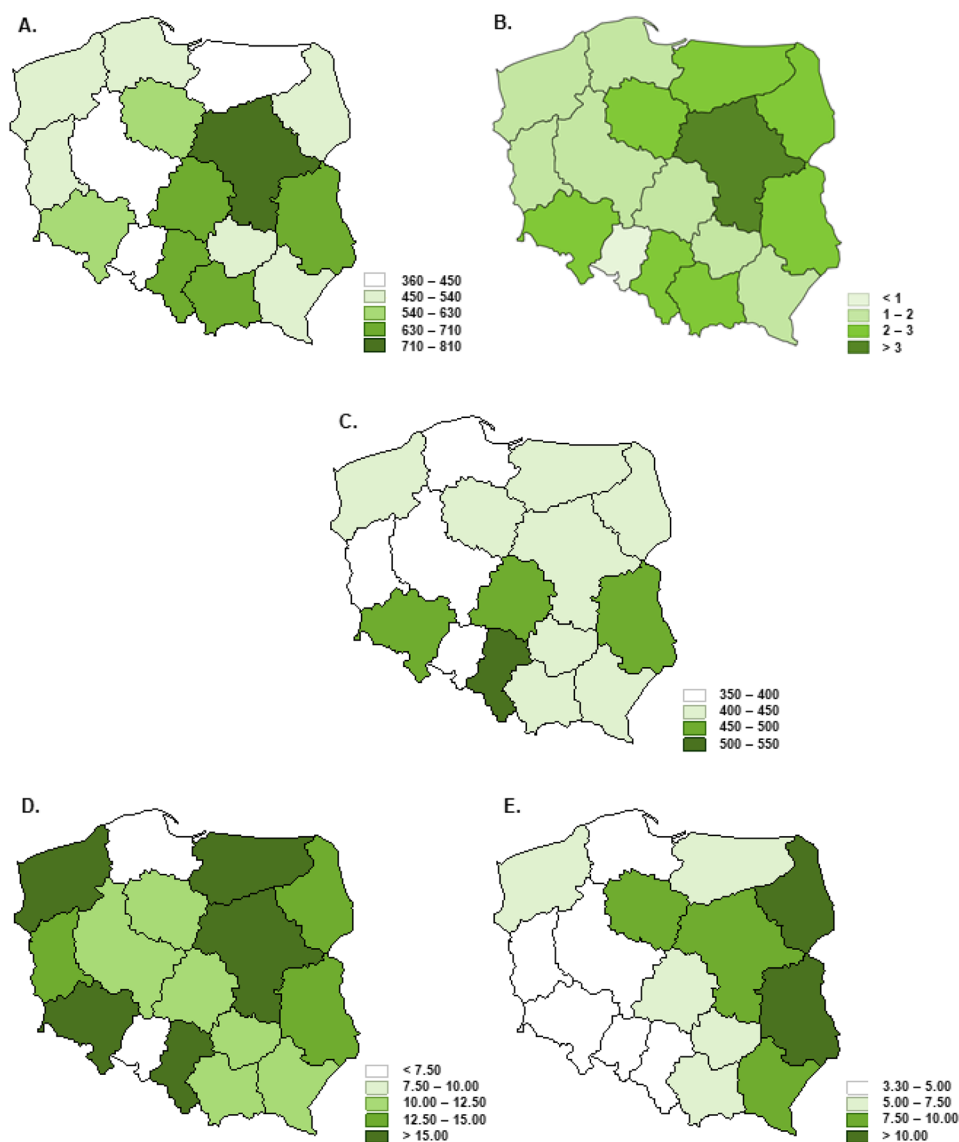 A.
360 – 450
450 – 540
540 – 630
630 – 710
710 – 810
B.
< 1
1 – 2
2 – 3
> 3
C.
350 – 400
400 – 450
450 – 500
500 – 550
D.
< 7.50
7.50 – 10.00
10.00 – 12.50
12.50 – 15.00
> 15.00
E.
3.30 – 5.00
5.00 – 7.50
7.50 – 10.00
> 10.00